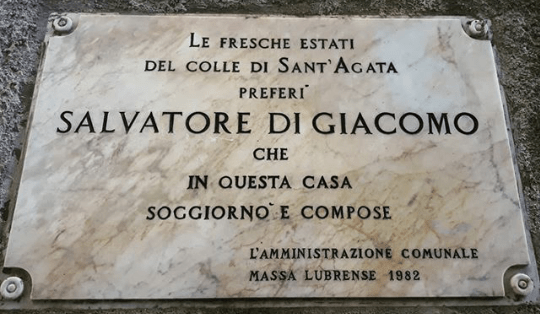 LE FRESCHE ESTATI
DEL COLLE DI SANT'AGATA
PREFERI'
SALVATORE DI GIACOMO
CHE
IN QUESTA CASA
SOGGIORNO' E COMPOSE
L'AMMINISTRAZIONE COMUNALE
MASSA LUBRENSE 1982